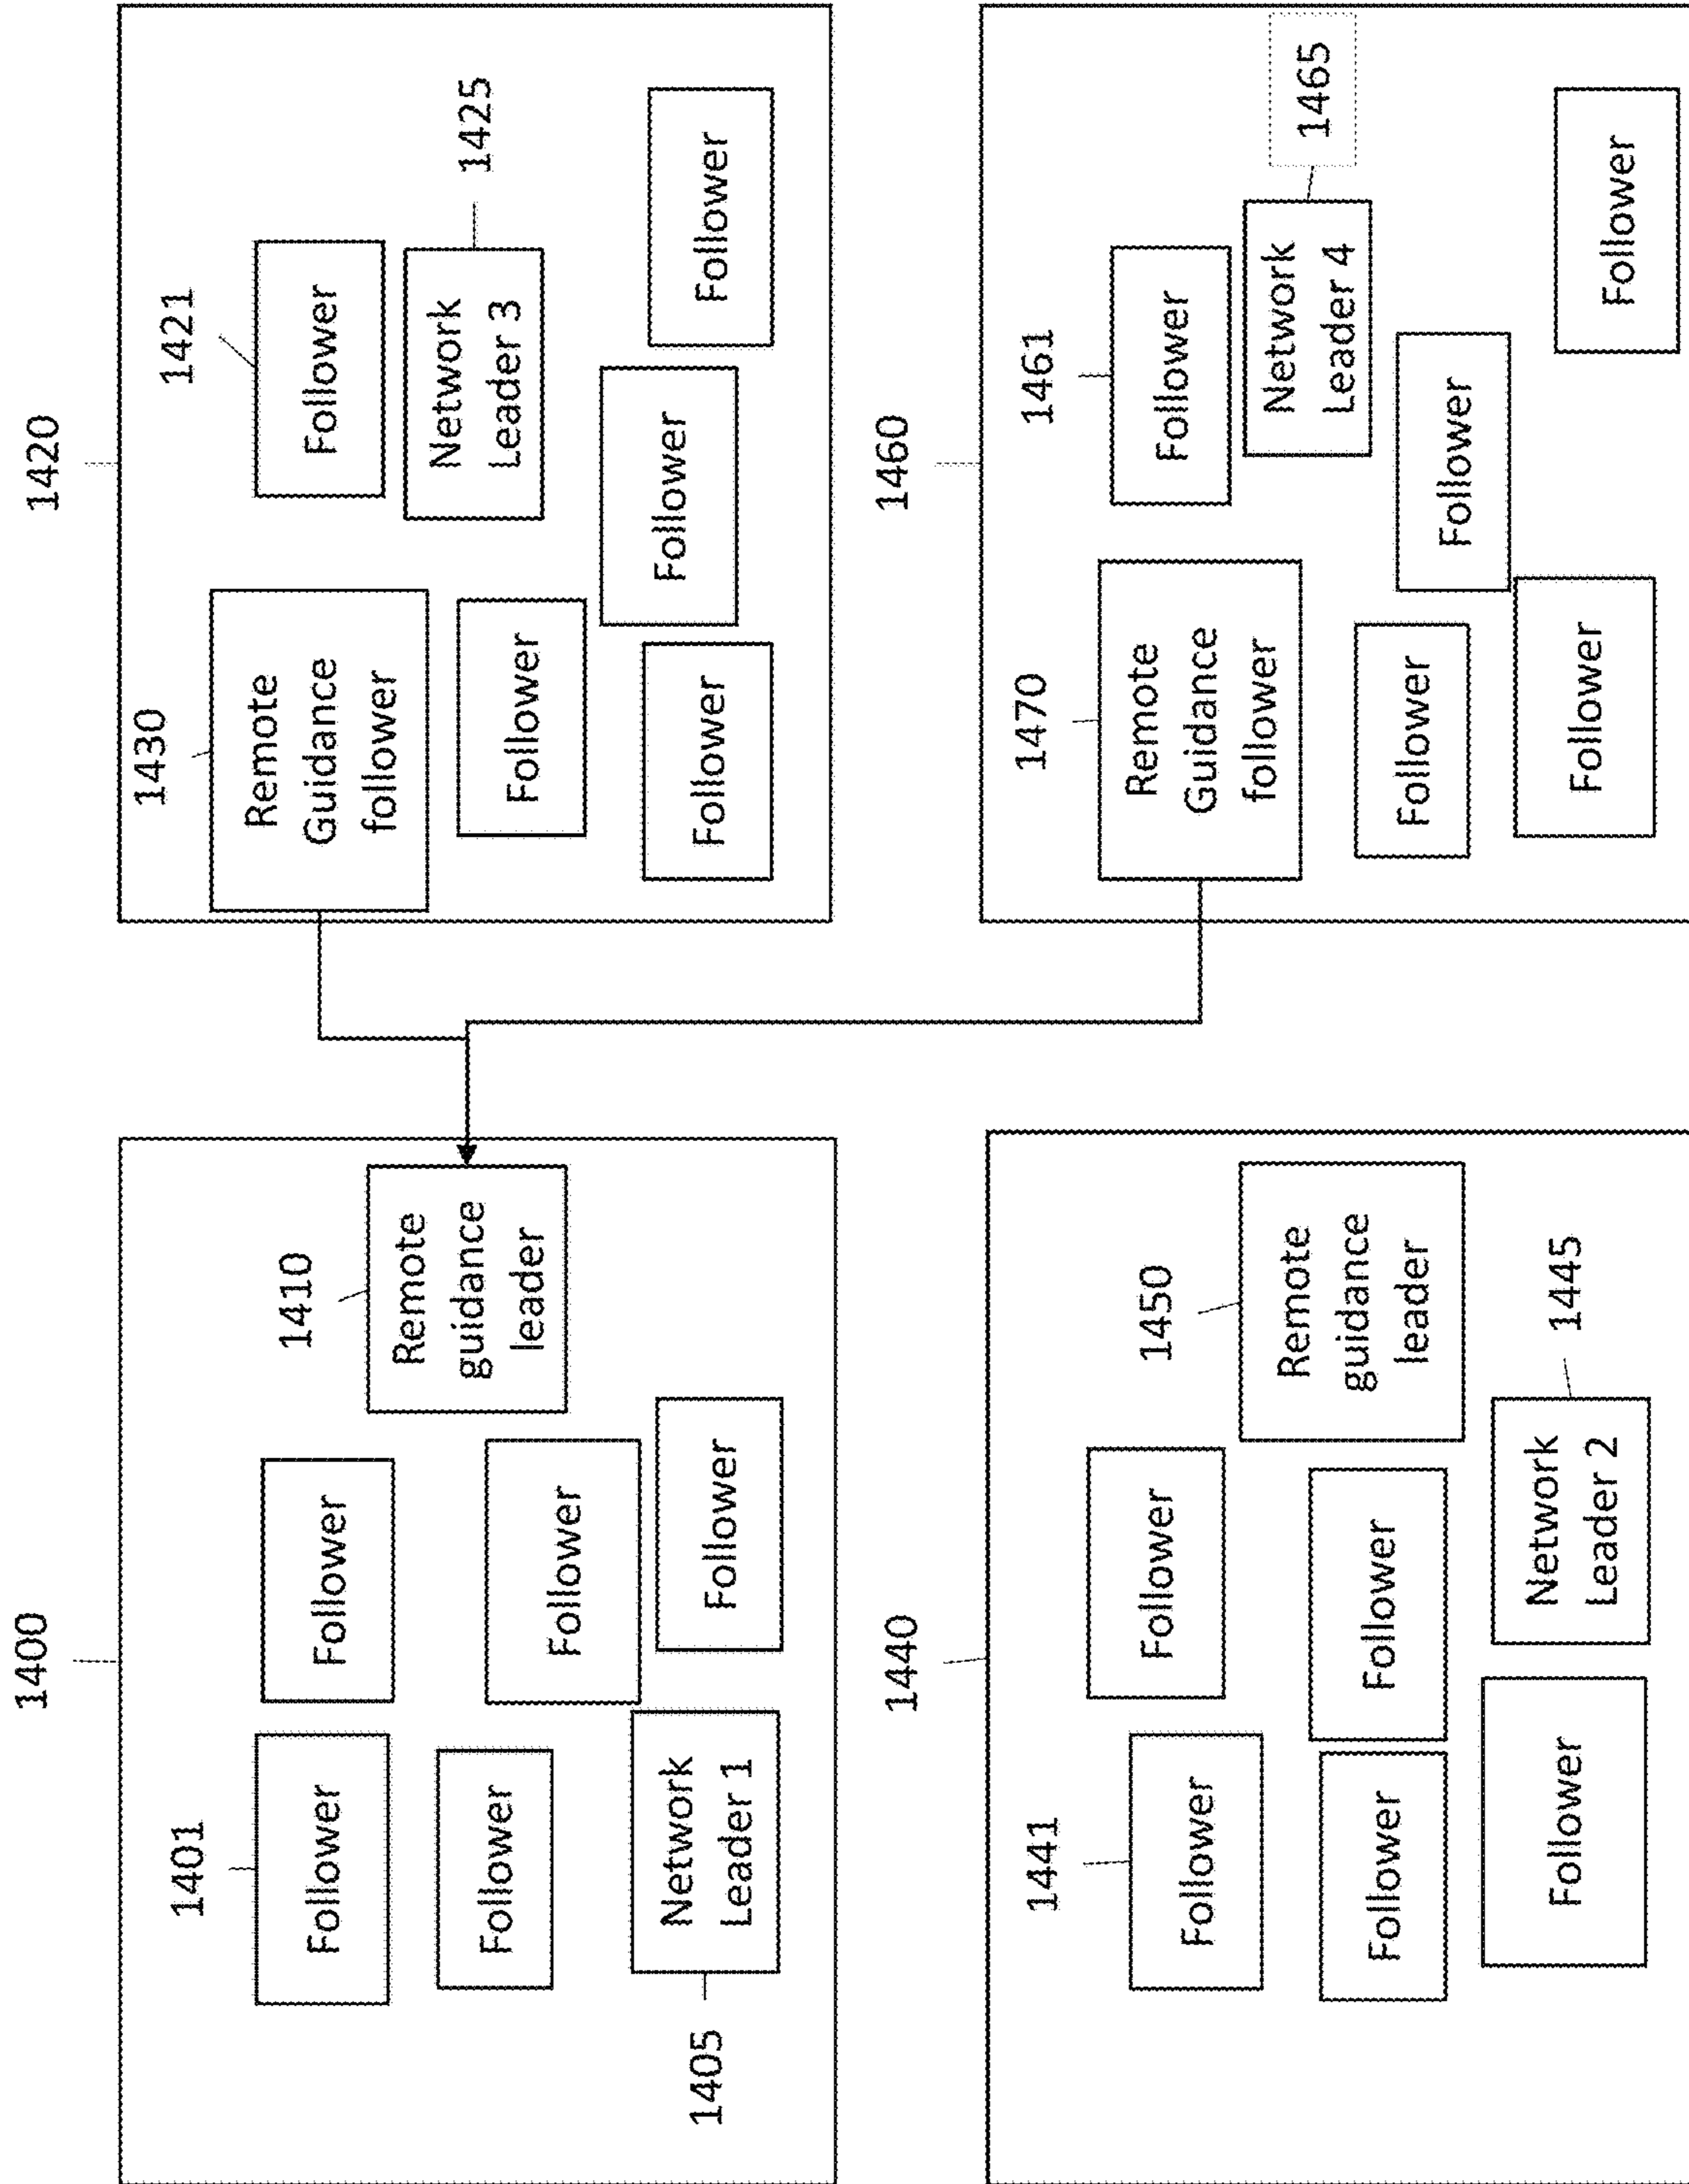 1400
1401
Follower
Follower
Follower
Follower
Follower
Network
Leader 1
1405
1410
Remote
guidance
leader
1420
1430
Remote
Guidance
follower
1421
Follower
Network
Leader 3
1425
Follower
Follower
Follower
Follower
1440
1441
Follower
Follower
Follower
Follower
Follower
1450
Remote
guidance
leader
Network
Leader 2
1445
1460
1470
Remote
Guidance
follower
1461
Follower
Network
Leader 4
1465
Follower
Follower
Follower
Follower